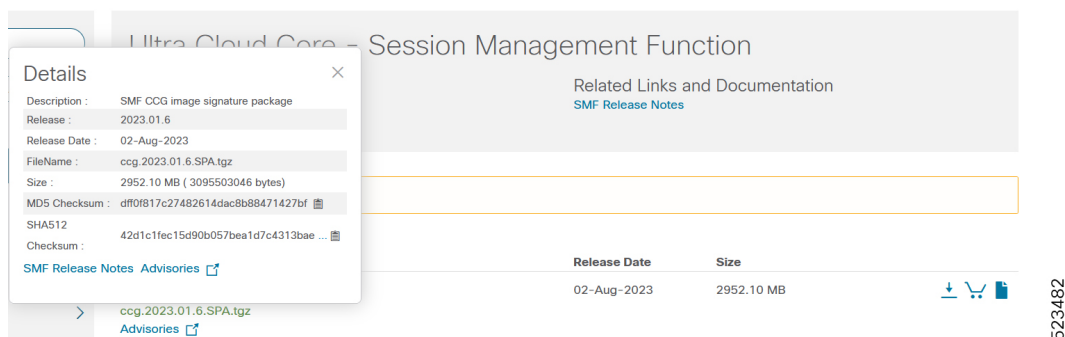 Ultra Cloud Core - Session Management Function
Details
Description : SMF CCG image signature package
Release : 2023.01.6
Release Date : 02-Aug-2023
FileName : ccg.2023.01.6.SPA.tgz
Size : 2952.10 MB ( 3095503046 bytes)
MD5 Checksum : dff0f817c27482614dac8b88471427bf
SHA512
Checksum : 42d1c1fec15d90b057bea1d7c4313bae ...
SMF Release Notes Advisories
Related Links and Documentation
SMF Release Notes
Release Date Size
02-Aug-2023 2952.10 MB
ccg.2023.01.6.SPA.tgz
Advisories
523482